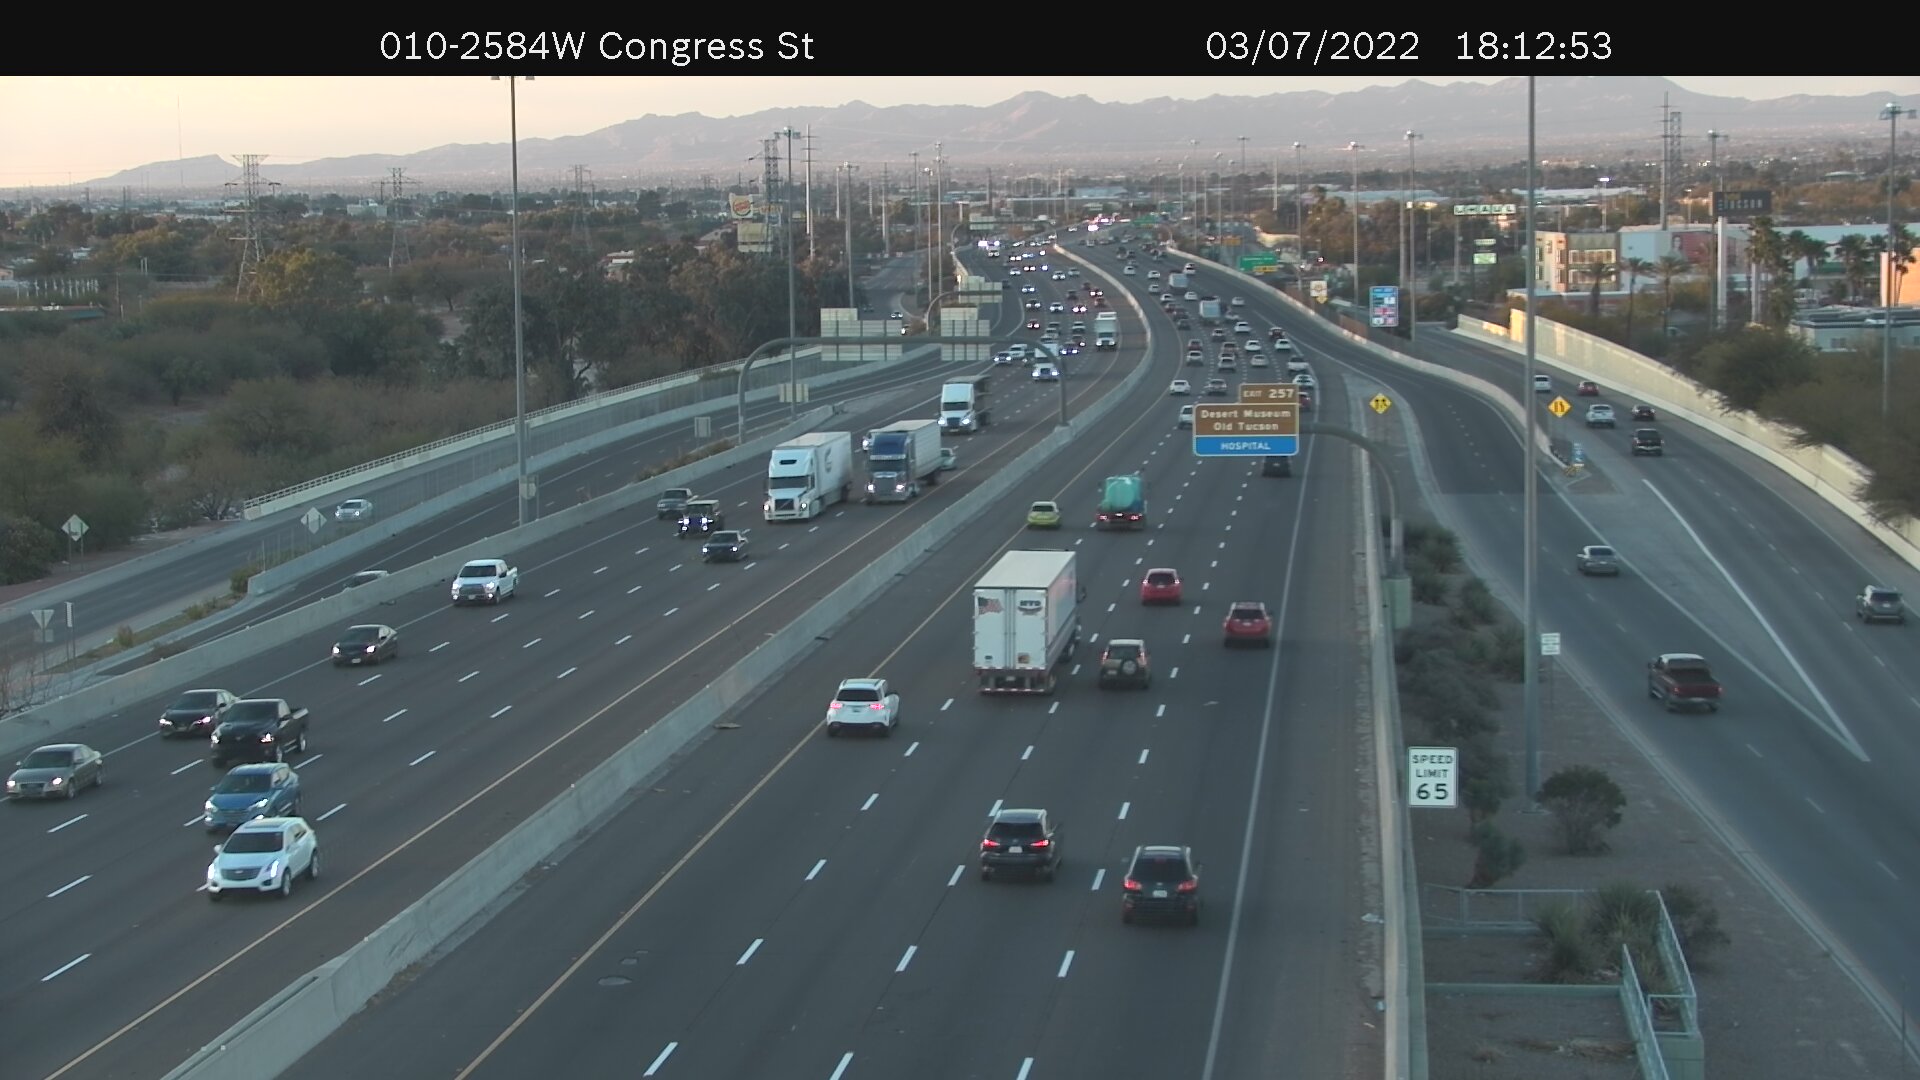 010-2584W Congress St 03/07/2022 18:12:53
EXIT 257
Desert Museum
Old Tucson
HOSPITAL
SPEED
LIMIT
65